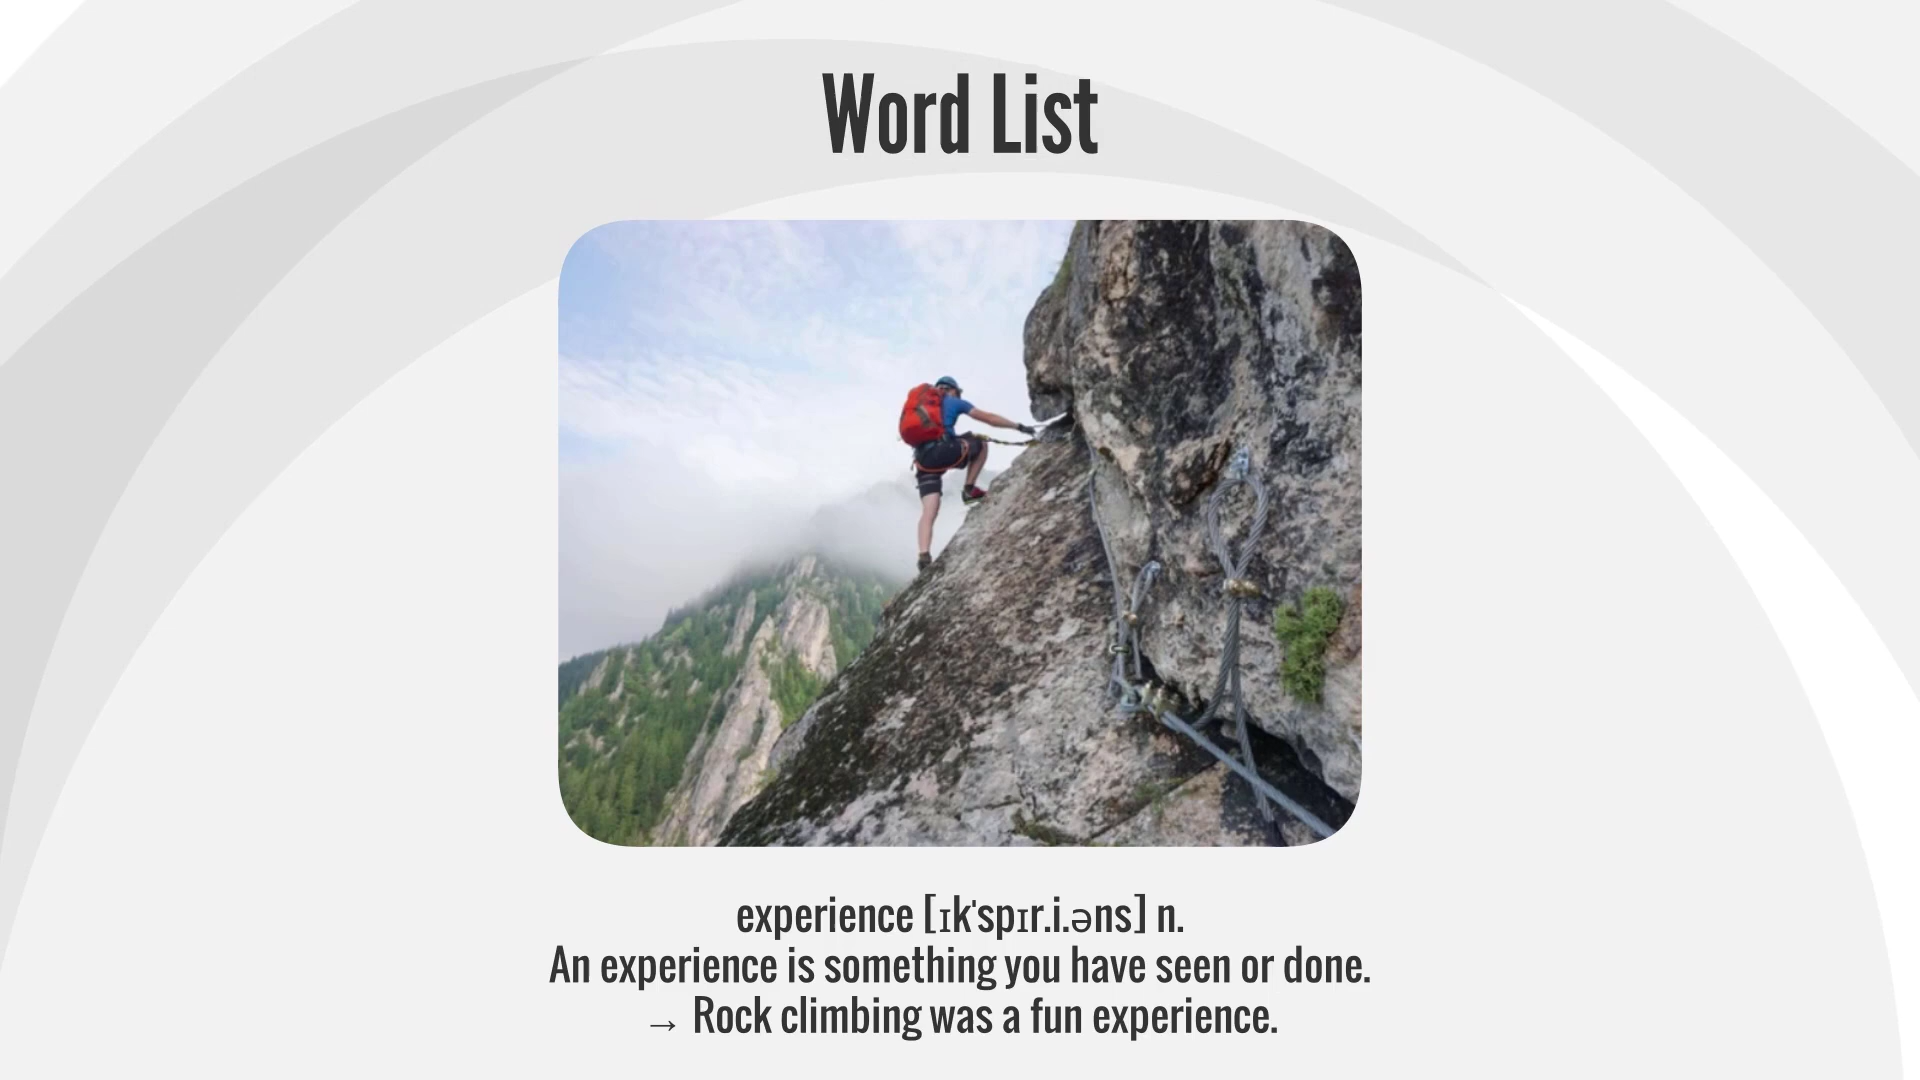 Word List
experience [ɪkˈspɪr.i.əns] n.
An experience is something you have seen or done.
→ Rock climbing was a fun experience.